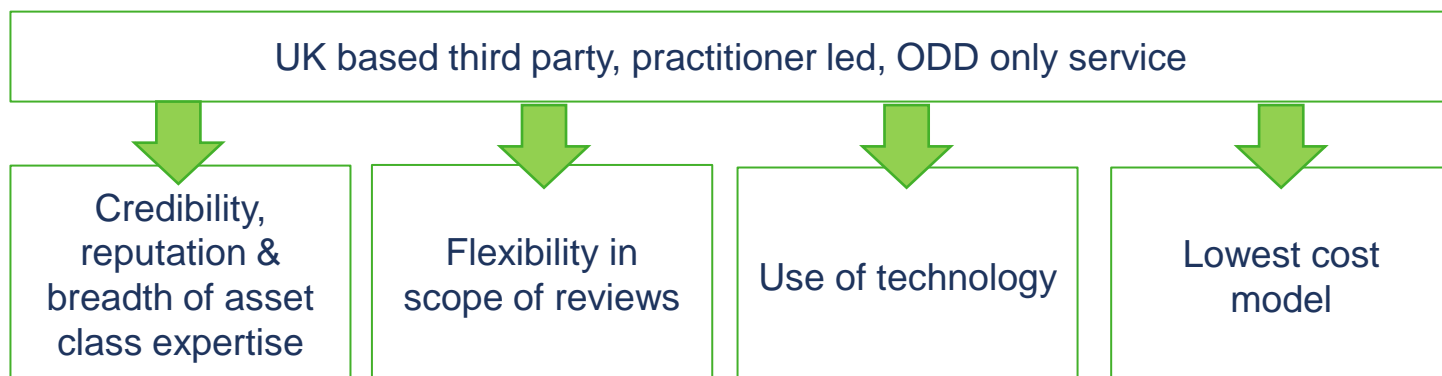 UK based third party, practitioner led, ODD only service
Credibility,
reputation &
breadth of asset
class expertise
Flexibility in
scope of reviews
Use of technology
Lowest cost
model